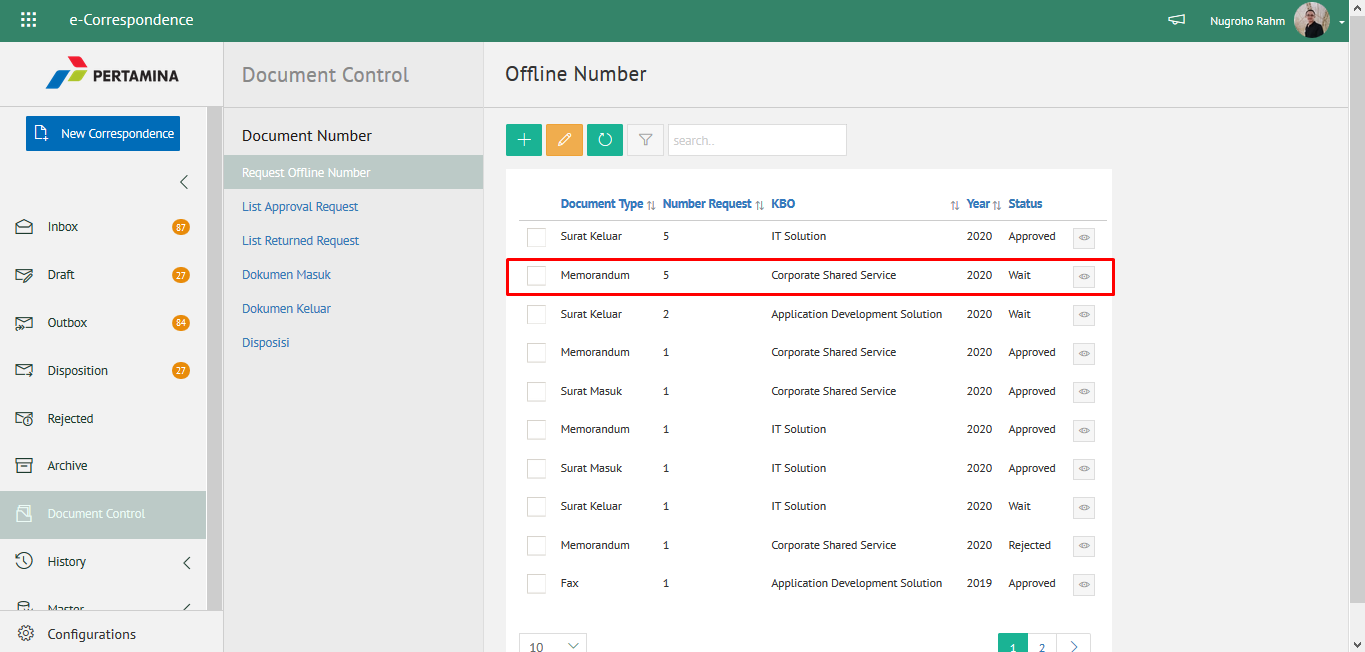 e-Correspondence
Nugroho Rahm
PERTAMINA
New Correspondence
Inbox 87
Draft 27
Outbox 84
Disposition 27
Rejected
Archive
Document Control
History
Master
Configurations
Document Control
Document Number
Request Offline Number
List Approval Request
List Returned Request
Dokumen Masuk
Dokumen Keluar
Disposisi
Offline Number
search..
Document Type Number Request KBO Year Status
Surat Keluar 5 IT Solution 2020 Approved
Memorandum 5 Corporate Shared Service 2020 Wait
Surat Keluar 2 Application Development Solution 2020 Wait
Memorandum 1 Corporate Shared Service 2020 Approved
Surat Masuk 1 Corporate Shared Service 2020 Approved
Memorandum 1 IT Solution 2020 Approved
Surat Masuk 1 IT Solution 2020 Approved
Surat Keluar 1 IT Solution 2020 Wait
Memorandum 1 Corporate Shared Service 2020 Rejected
Fax 1 Application Development Solution 2019 Approved
10 1 2